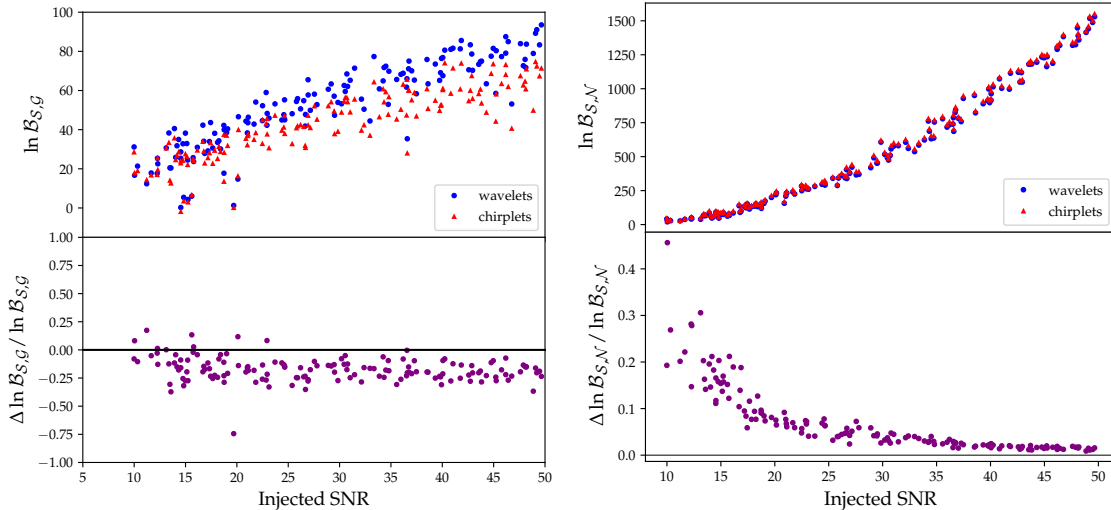 100
80
60
40
20
0
ln B_{S,G}
wavelets
chirplets
1.00
0.75
0.50
0.25
0.00
−0.25
−0.50
−0.75
−1.00
Δ ln B_{S,G} / ln B_{S,G}
5 10 15 20 25 30 35 40 45 50
Injected SNR
1500
1250
1000
750
500
250
0
ln B_{S,N}
wavelets
chirplets
0.4
0.3
0.2
0.1
0.0
Δ ln B_{S,N} / ln B_{S,N}
10 15 20 25 30 35 40 45 50
Injected SNR